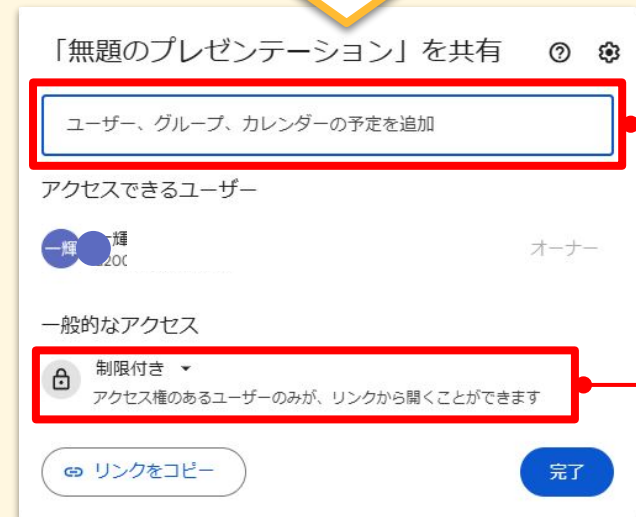 「無題のプレゼンテーション」を共有
ユーザー、グループ、カレンダーの予定を追加
アクセスできるユーザー
一輝
輝
オーナー
一般的なアクセス
制限付き
アクセス権のあるユーザーのみが、リンクから開くことができます
リンクをコピー
完了